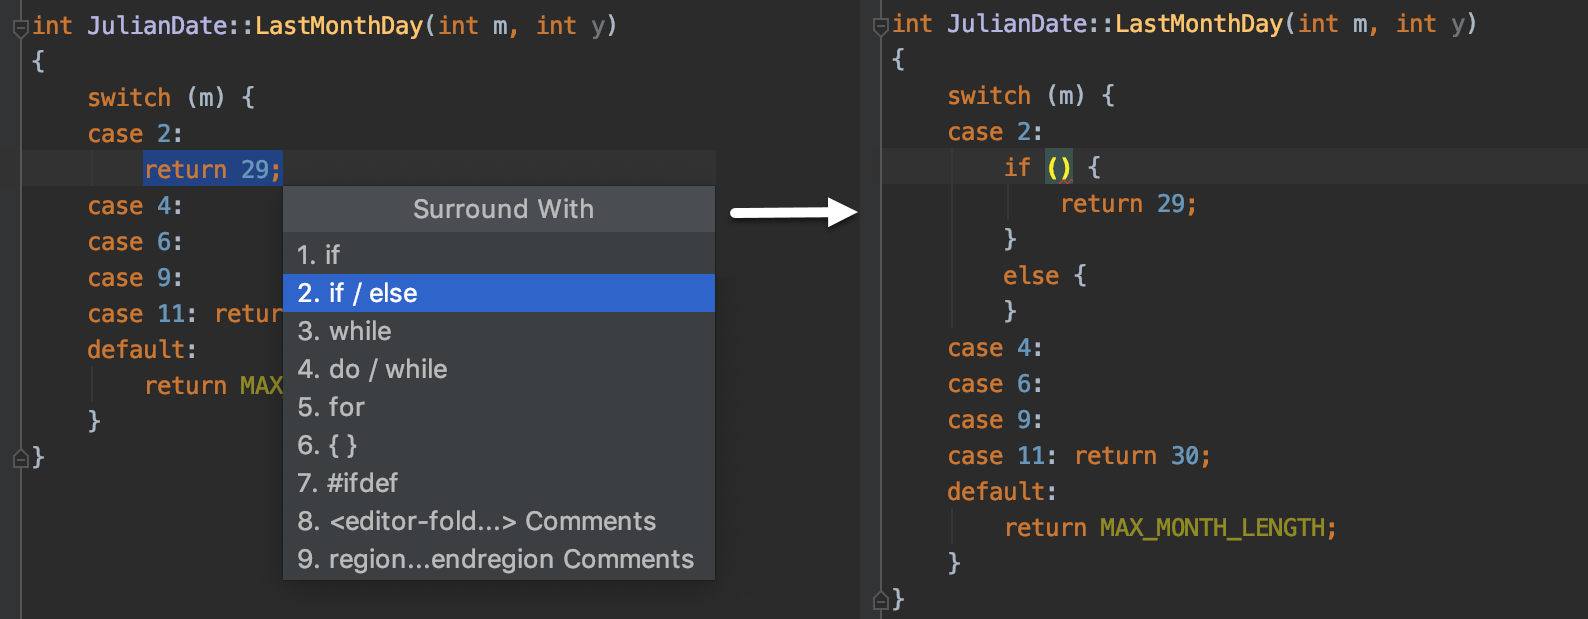 int JulianDate::LastMonthDay(int m, int y)
{
switch (m) {
case 2:
return 29;
case 4:
case 6:
case 9:
case 11: retur
default:
return MAX
}
}
Surround With
1. if
2. if / else
3. while
4. do / while
5. for
6. { }
7. #ifdef
8. <editor-fold...> Comments
9. region...endregion Comments
int JulianDate::LastMonthDay(int m, int y)
{
switch (m) {
case 2:
if () {
return 29;
}
else {
}
case 4:
case 6:
case 9:
case 11: return 30;
default:
return MAX_MONTH_LENGTH;
}
}